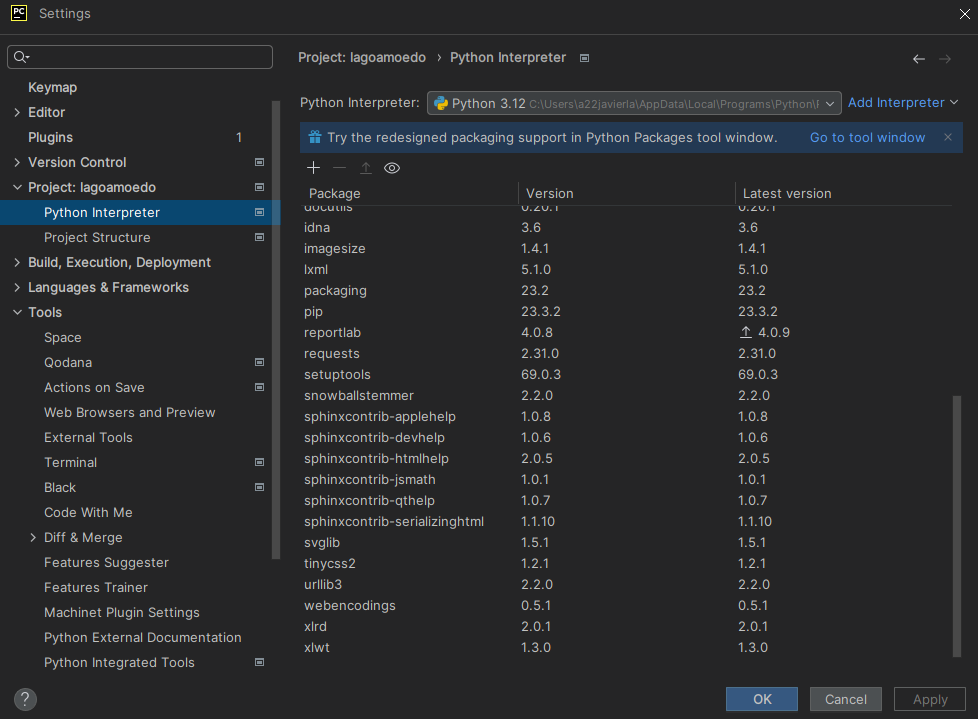 PC Settings
Project: lagoamoedo › Python Interpreter
Keymap
Editor
Plugins 1
Version Control
Project: lagoamoedo
Python Interpreter
Project Structure
Build, Execution, Deployment
Languages & Frameworks
Tools
Space
Qodana
Actions on Save
Web Browsers and Preview
External Tools
Terminal
Black
Code With Me
Diff & Merge
Features Suggester
Features Trainer
Machinet Plugin Settings
Python External Documentation
Python Integrated Tools
Python Interpreter: Python 3.12 C:\Users\a22javierla\AppData\Local\Programs\Python\ Add Interpreter
Try the redesigned packaging support in Python Packages tool window. Go to tool window
Package Version Latest version
docutils 0.20.1 0.20.1
idna 3.6 3.6
imagesize 1.4.1 1.4.1
lxml 5.1.0 5.1.0
packaging 23.2 23.2
pip 23.3.2 23.3.2
reportlab 4.0.8 4.0.9
requests 2.31.0 2.31.0
setuptools 69.0.3 69.0.3
snowballstemmer 2.2.0 2.2.0
sphinxcontrib-applehelp 1.0.8 1.0.8
sphinxcontrib-devhelp 1.0.6 1.0.6
sphinxcontrib-htmlhelp 2.0.5 2.0.5
sphinxcontrib-jsmath 1.0.1 1.0.1
sphinxcontrib-qthelp 1.0.7 1.0.7
sphinxcontrib-serializinghtml 1.1.10 1.1.10
svglib 1.5.1 1.5.1
tinycss2 1.2.1 1.2.1
urllib3 2.2.0 2.2.0
webencodings 0.5.1 0.5.1
xlrd 2.0.1 2.0.1
xlwt 1.3.0 1.3.0
? OK Cancel Apply